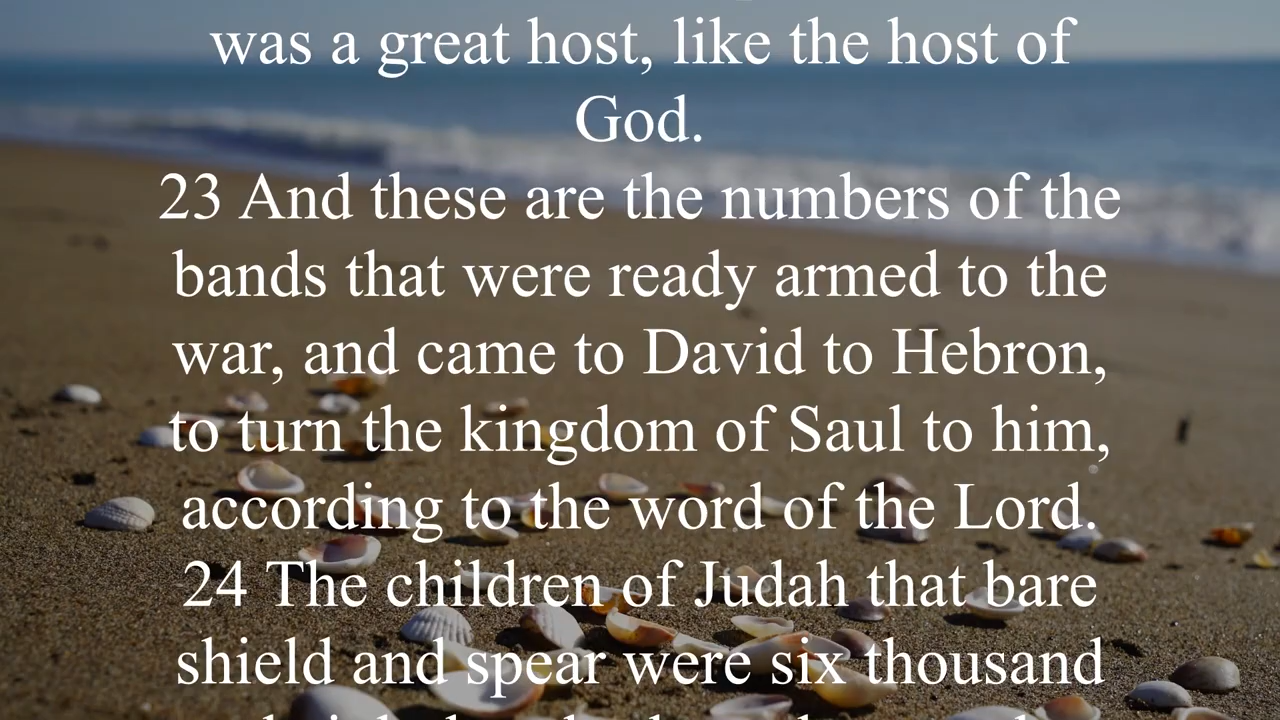 was a great host, like the host of
God.
23 And these are the numbers of the
bands that were ready armed to the
war, and came to David to Hebron,
to turn the kingdom of Saul to him,
according to the word of the Lord.
24 The children of Judah that bare
shield and spear were six thousand